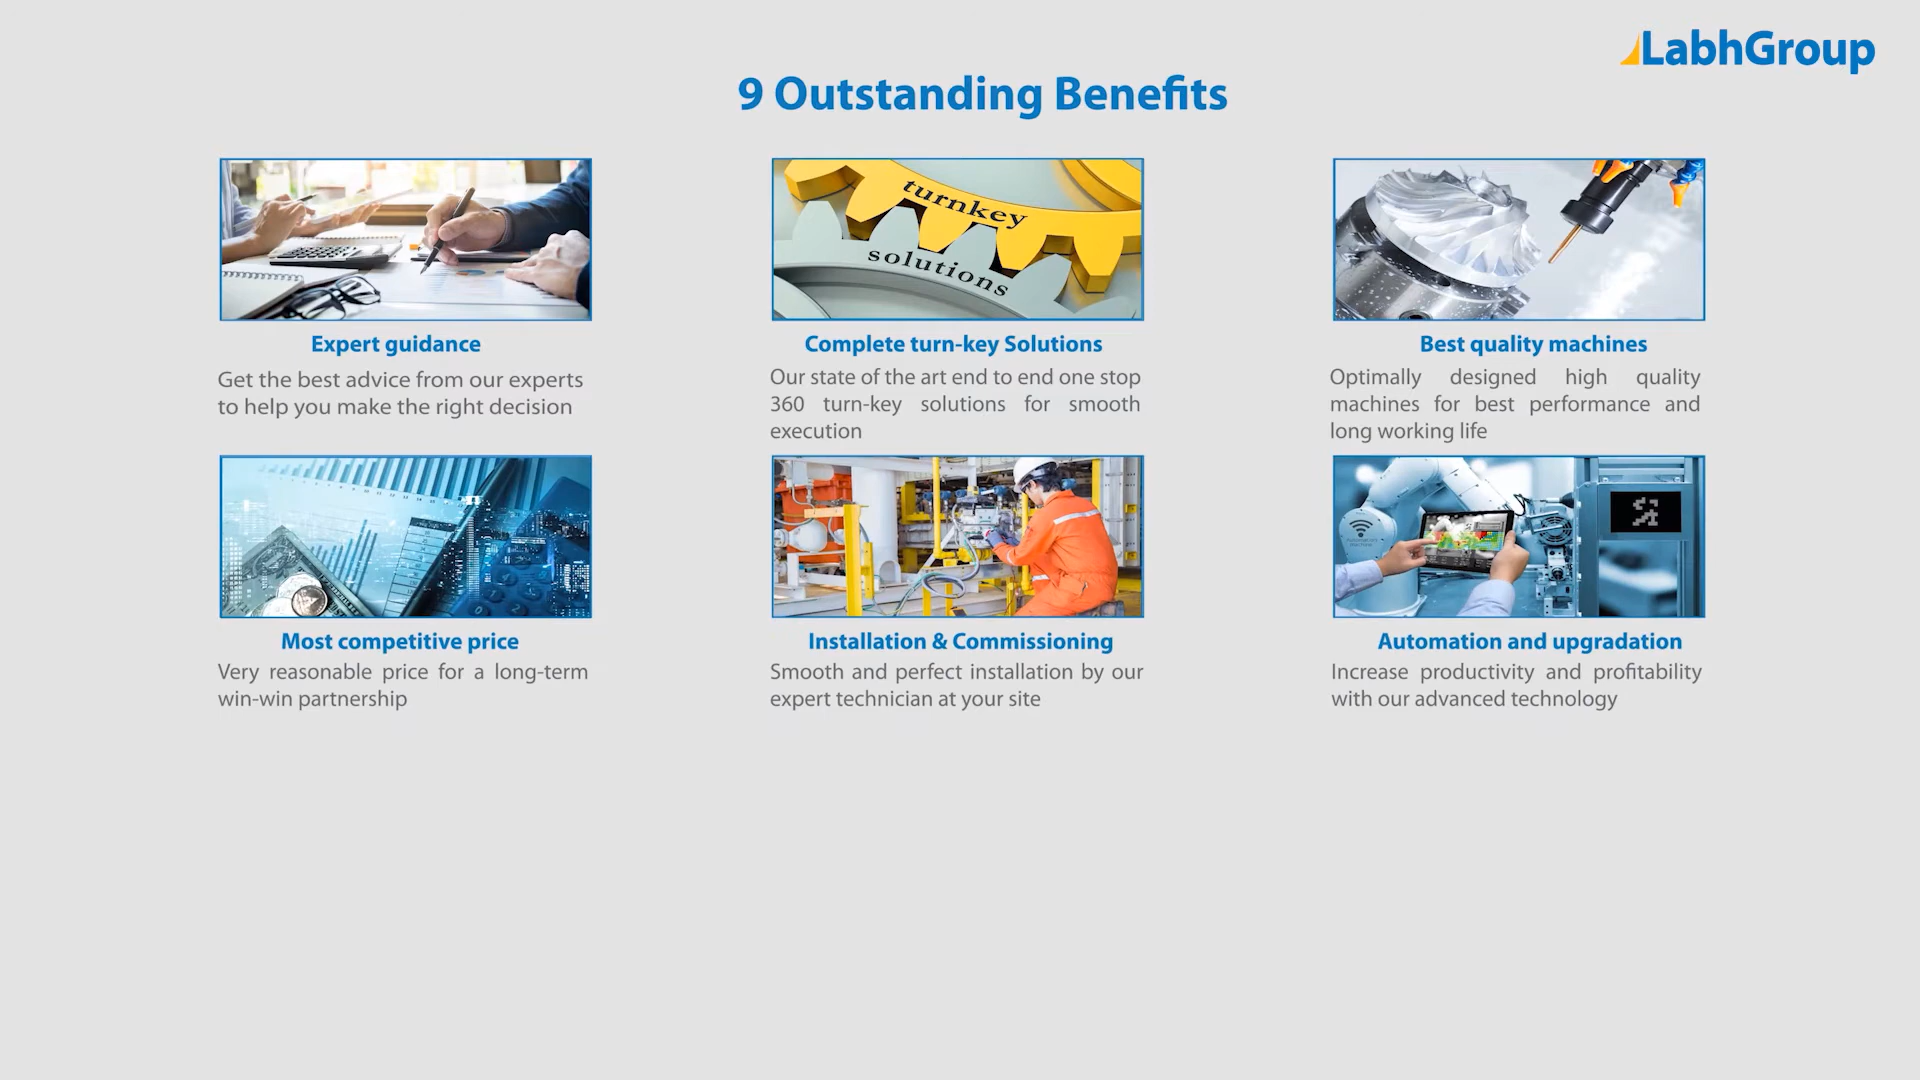 LabhGroup
9 Outstanding Benefits
turnkey
solutions
Expert guidance
Get the best advice from our experts
to help you make the right decision
Complete turn-key Solutions
Our state of the art end to end one stop
360 turn-key solutions for smooth
execution
Best quality machines
Optimally designed high quality
machines for best performance and
long working life
Most competitive price
Very reasonable price for a long-term
win-win partnership
Installation & Commissioning
Smooth and perfect installation by our
expert technician at your site
Automation and upgradation
Increase productivity and profitability
with our advanced technology